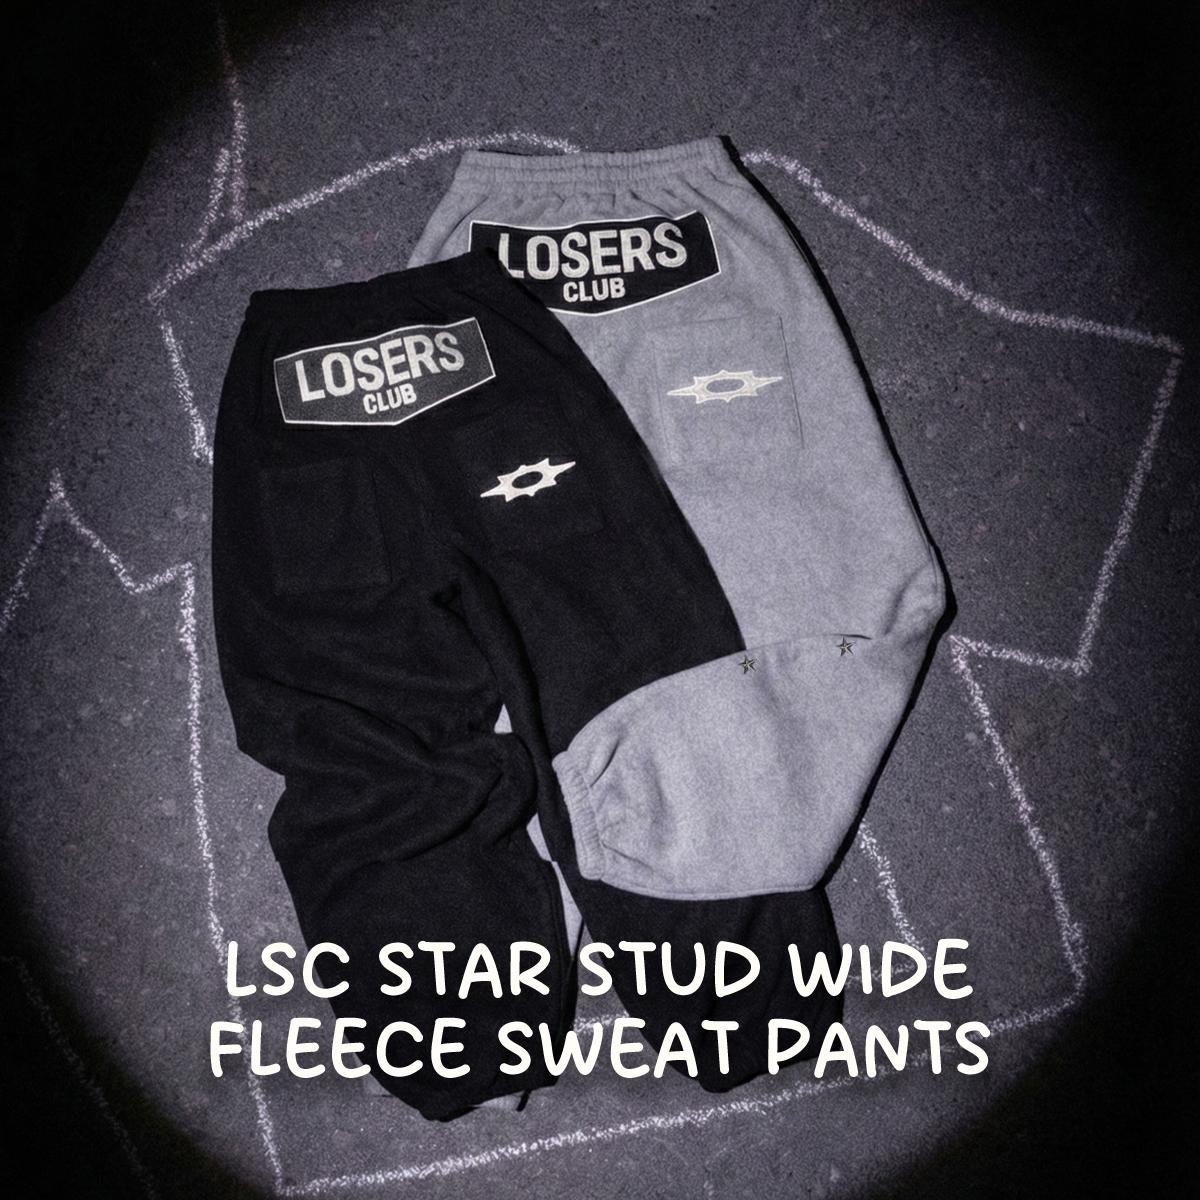 LOSERS
CLUB
LOSERS
CLUB
LSC STAR STUD WIDE
FLEECE SWEAT PANTS